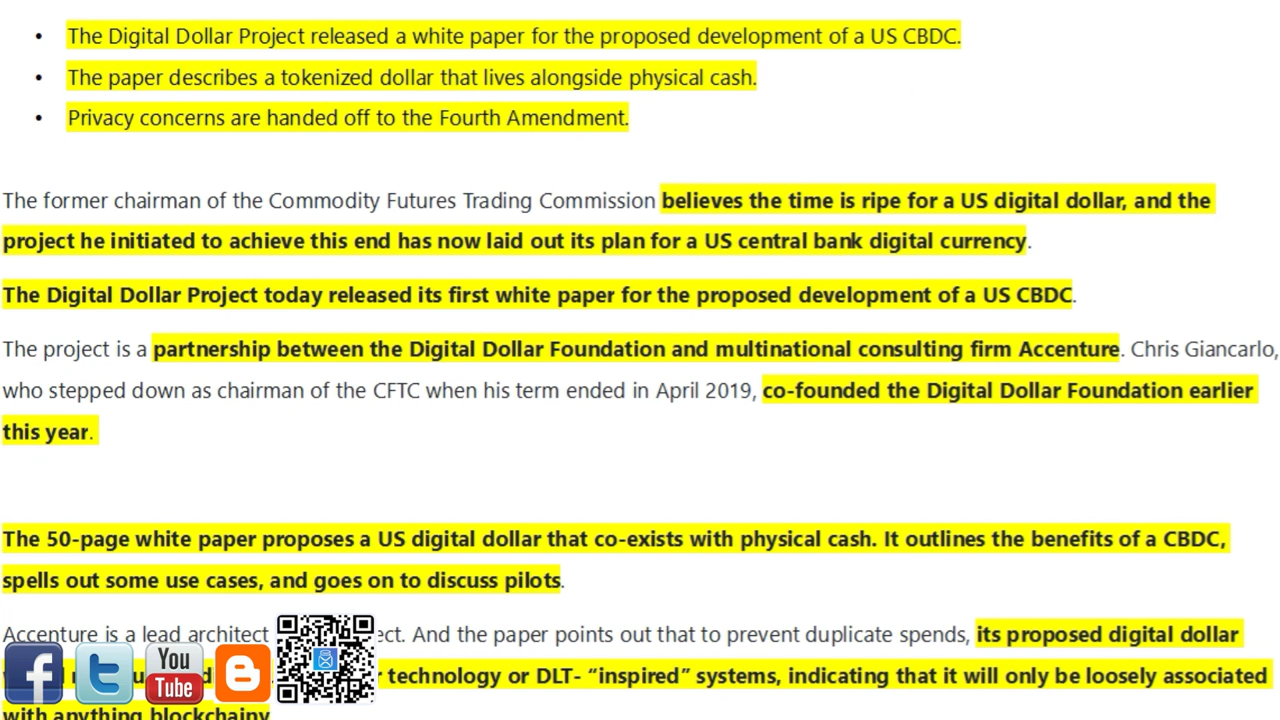 • The Digital Dollar Project released a white paper for the proposed development of a US CBDC.
• The paper describes a tokenized dollar that lives alongside physical cash.
• Privacy concerns are handed off to the Fourth Amendment.
The former chairman of the Commodity Futures Trading Commission believes the time is ripe for a US digital dollar, and the
project he initiated to achieve this end has now laid out its plan for a US central bank digital currency.
The Digital Dollar Project today released its first white paper for the proposed development of a US CBDC.
The project is a partnership between the Digital Dollar Foundation and multinational consulting firm Accenture. Chris Giancarlo,
who stepped down as chairman of the CFTC when his term ended in April 2019, co-founded the Digital Dollar Foundation earlier
this year.
The 50-page white paper proposes a US digital dollar that co-exists with physical cash. It outlines the benefits of a CBDC,
spells out some use cases, and goes on to discuss pilots.
Accenture is a lead architect ect. And the paper points out that to prevent duplicate spends, its proposed digital dollar
technology or DLT- “inspired” systems, indicating that it will only be loosely associated
with anything blockchainy
You
Tube